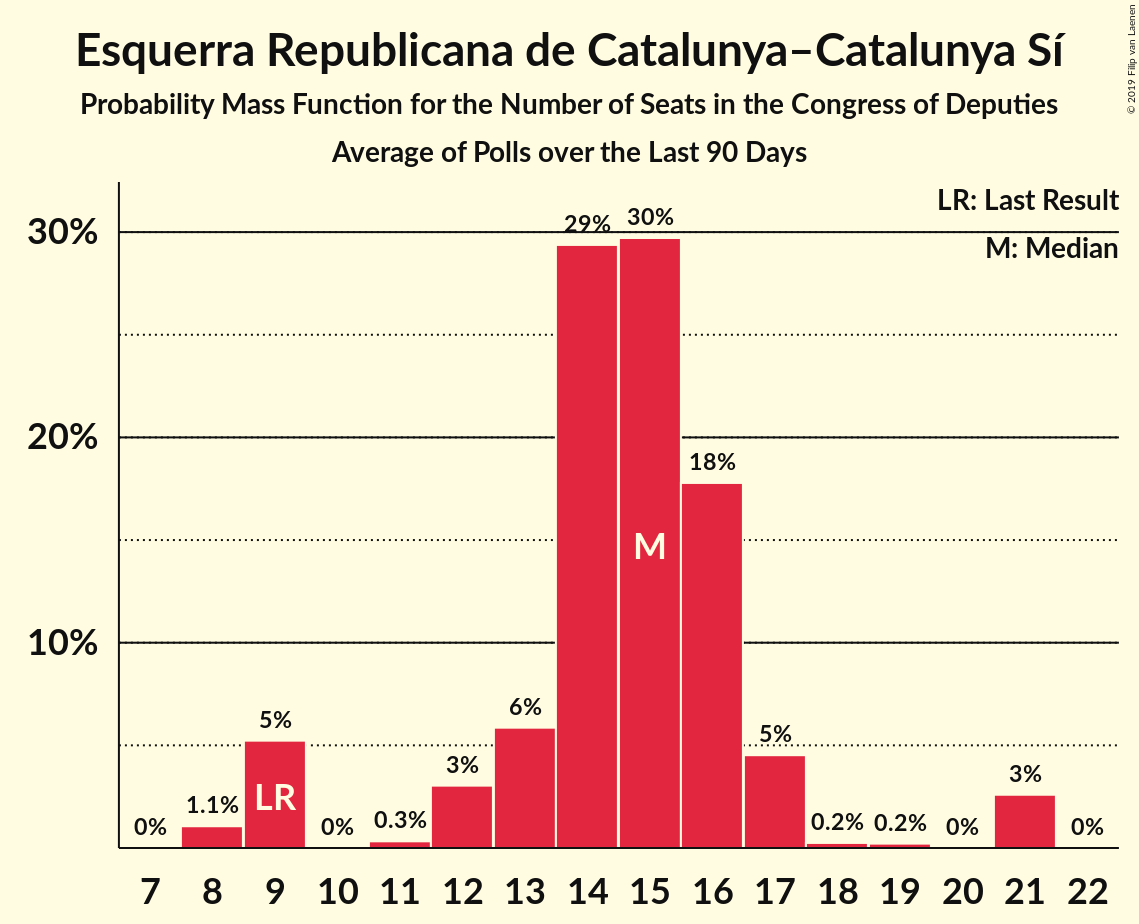 Esquerra Republicana de Catalunya–Catalunya Sí
Probability Mass Function for the Number of Seats in the Congress of Deputies
Average of Polls over the Last 90 Days
© 2019 Filip van Laenen
LR: Last Result
M: Median
30%
20%
10%
0%
1.1%
5%
LR
0%
0.3%
3%
6%
29%
30%
M
18%
5%
0.2%
0.2%
0%
3%
0%
7 8 9 10 11 12 13 14 15 16 17 18 19 20 21 22